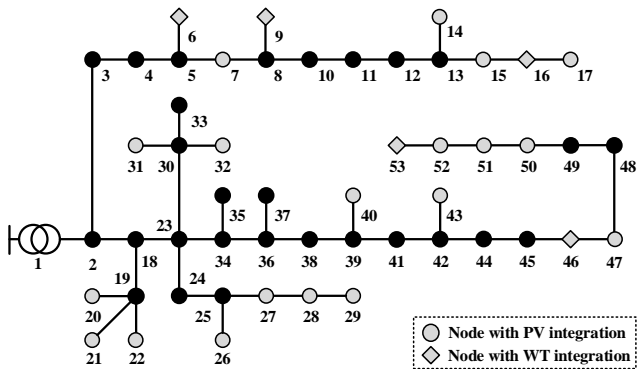 6 9 14
3 4 5 7 8 10 11 12 13 15 16 17
33
31 30 32 53 52 51 50 49 48
23 35 37 40 43
1 2 18 34 36 38 39 41 42 44 45 46 47
19 24
20 25 27 28 29
21 22 26
Node with PV integration
Node with WT integration